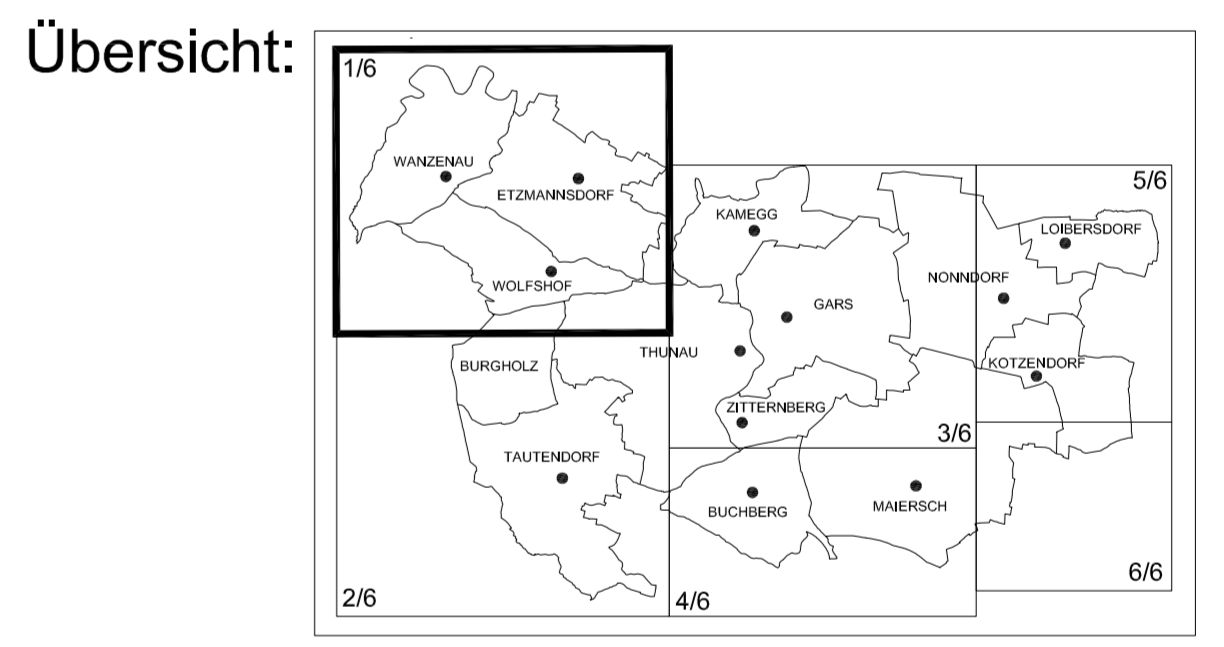 Übersicht:
1/6
WANZENAU
ETZMANNSDORF
WOLFSHOF
5/6
KAMEGG
LOIBERSDORF
NONNDORF
GARS
THUNAU
BURGHOLZ
KOTZENDORF
ZITTERNBERG
3/6
TAUTENDORF
BUCHBERG
MAIERSCH
2/6
4/6
6/6